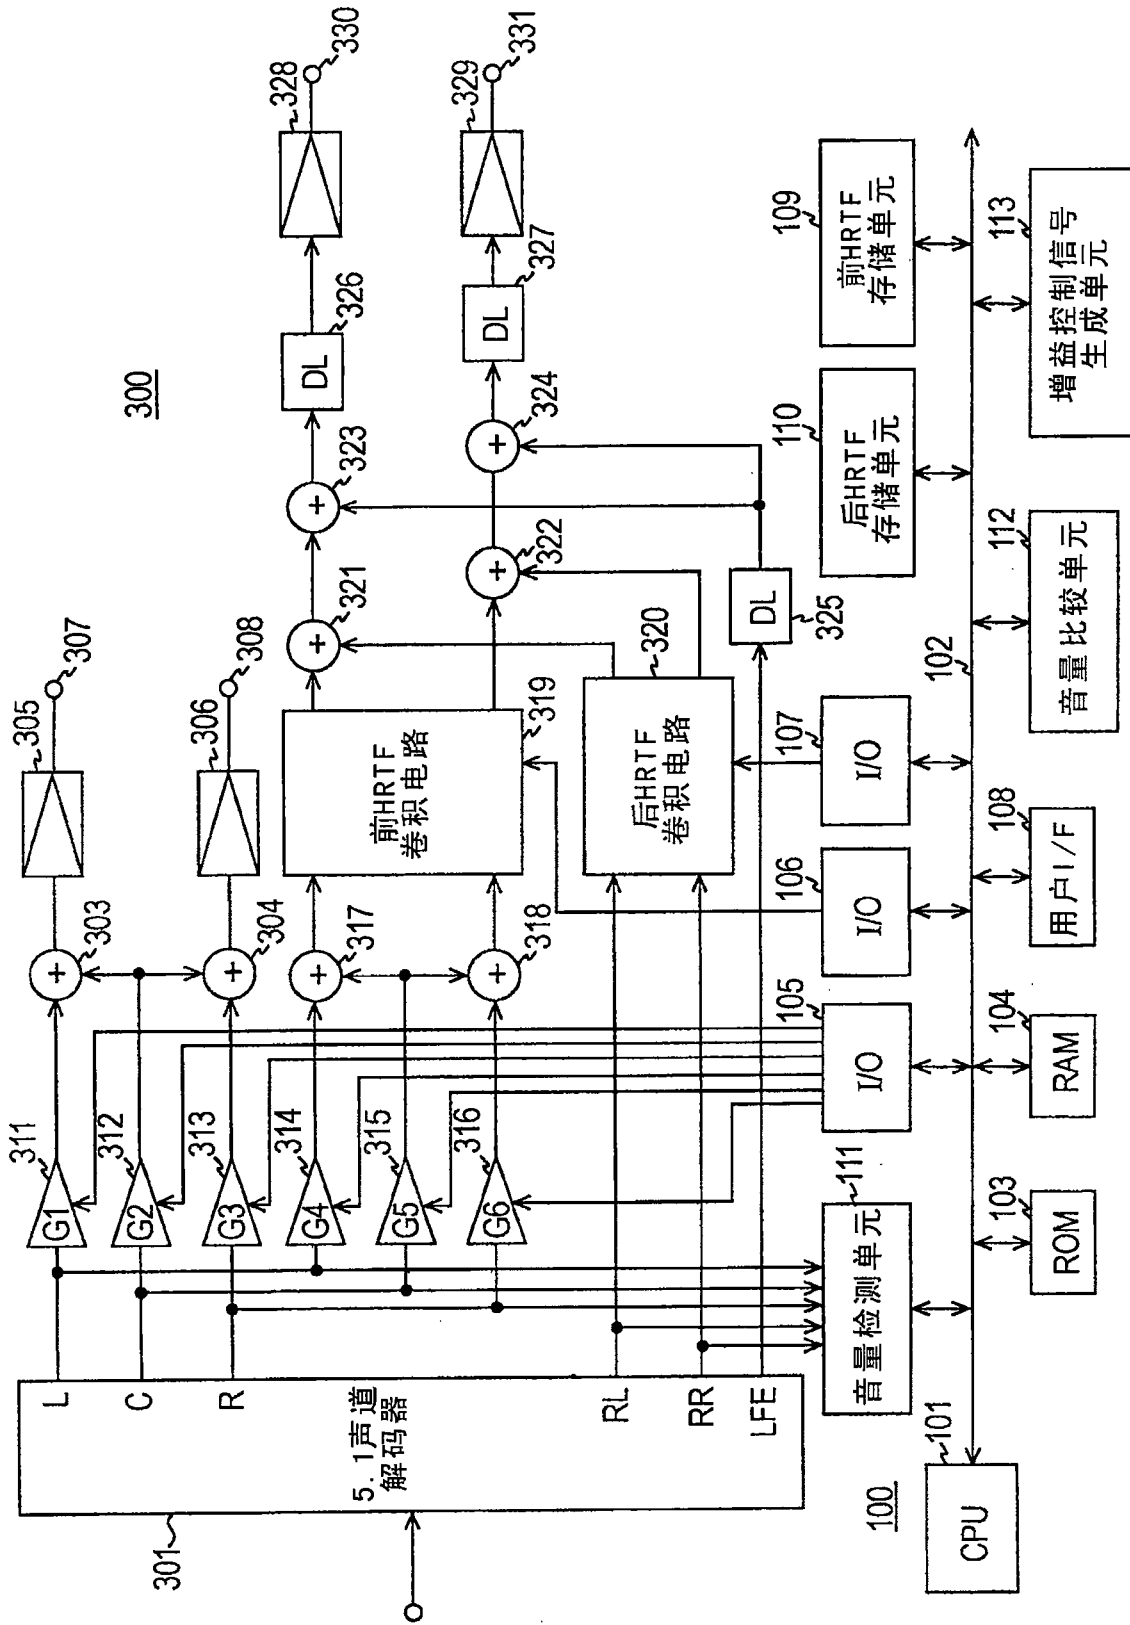 300
301
5.1声道
解码器
L
C
R
RL
RR
LFE
G1
311
G2
312
G3
313
G4
314
G5
315
G6
316
+
303
+
304
+
317
+
318
305
307
306
308
前HRTF
卷积电路
319
后HRTF
卷积电路
320
+
321
+
322
+
323
+
324
DL
325
DL
326
DL
327
328
330
329
331
100
CPU
101
102
音量检测单元
111
I/O
105
I/O
106
I/O
107
后HRTF
存储单元
110
前HRTF
存储单元
109
ROM
103
RAM
104
用户I/F
108
音量比较单元
112
增益控制信号
生成单元
113